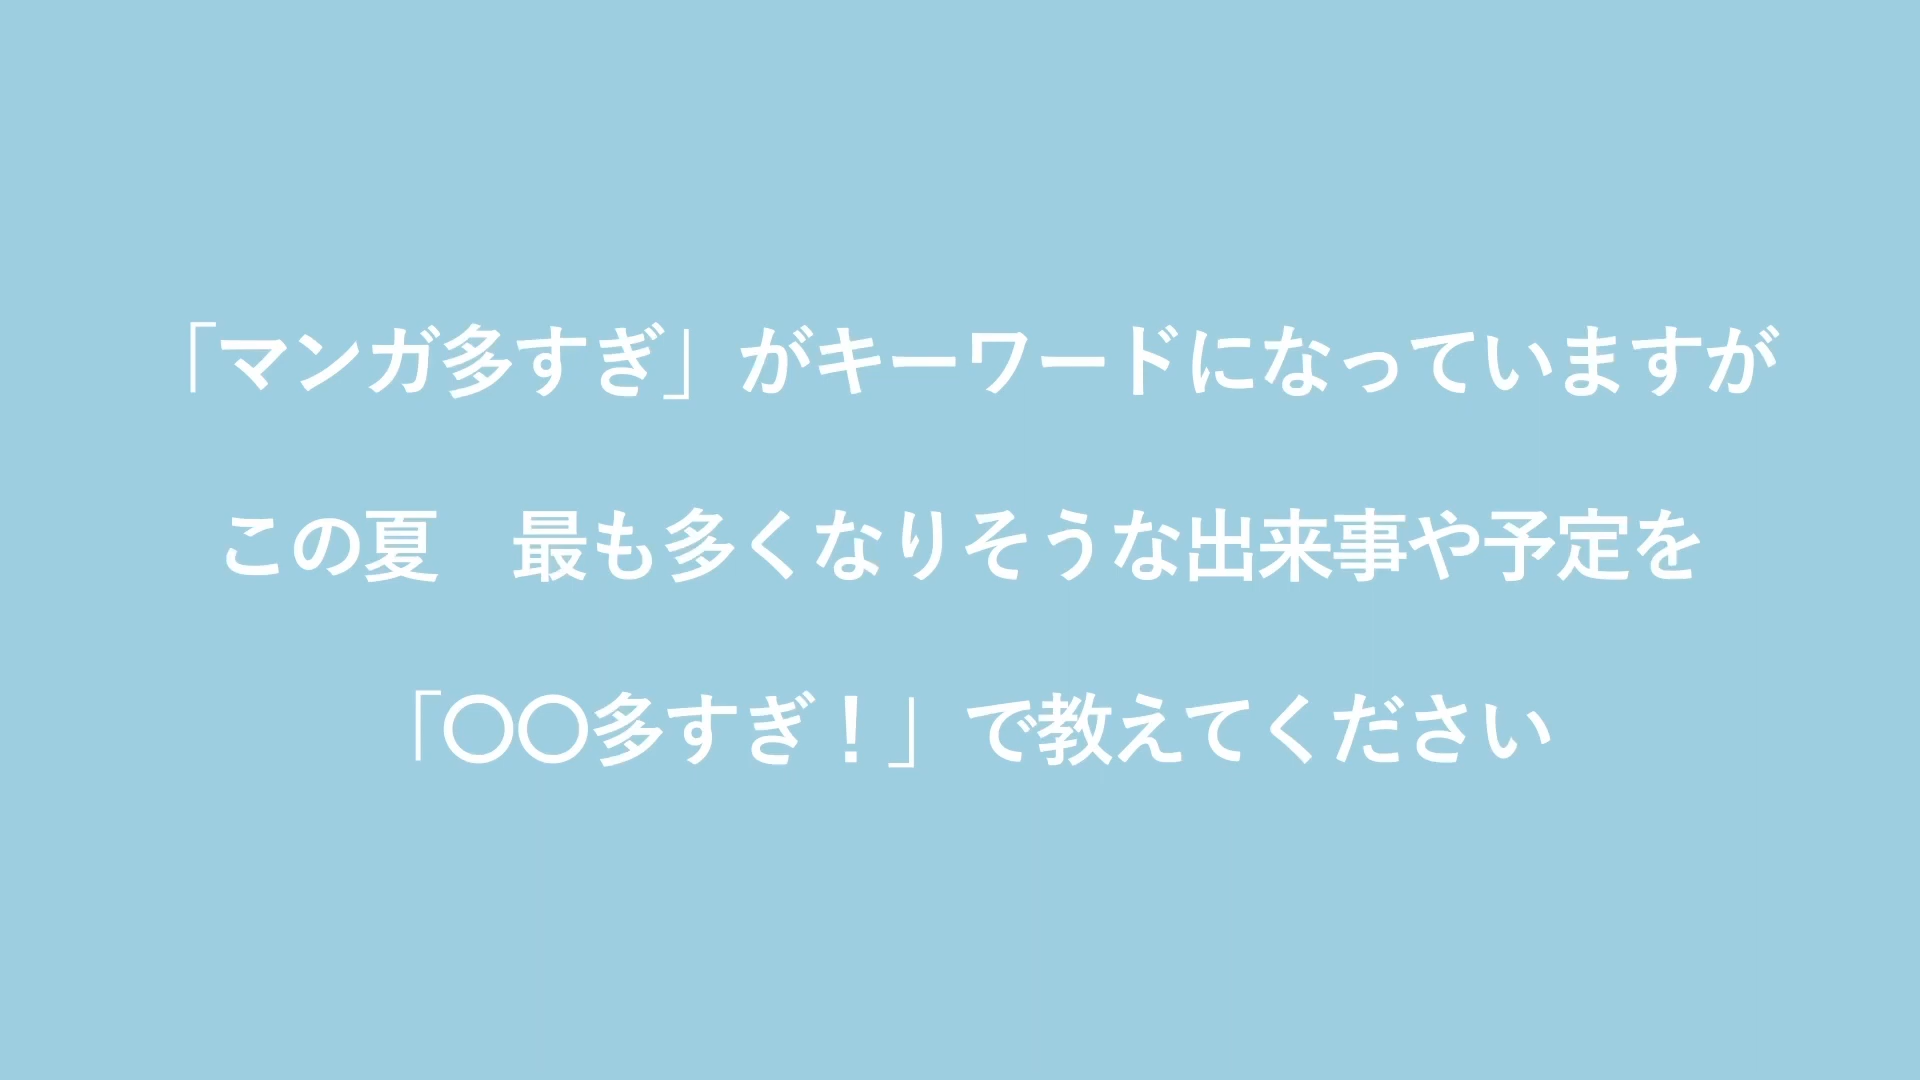 「マンガ多すぎ」がキーワードになっていますが
この夏　最も多くなりそうな出来事や予定を
「〇〇多すぎ！」で教えてください